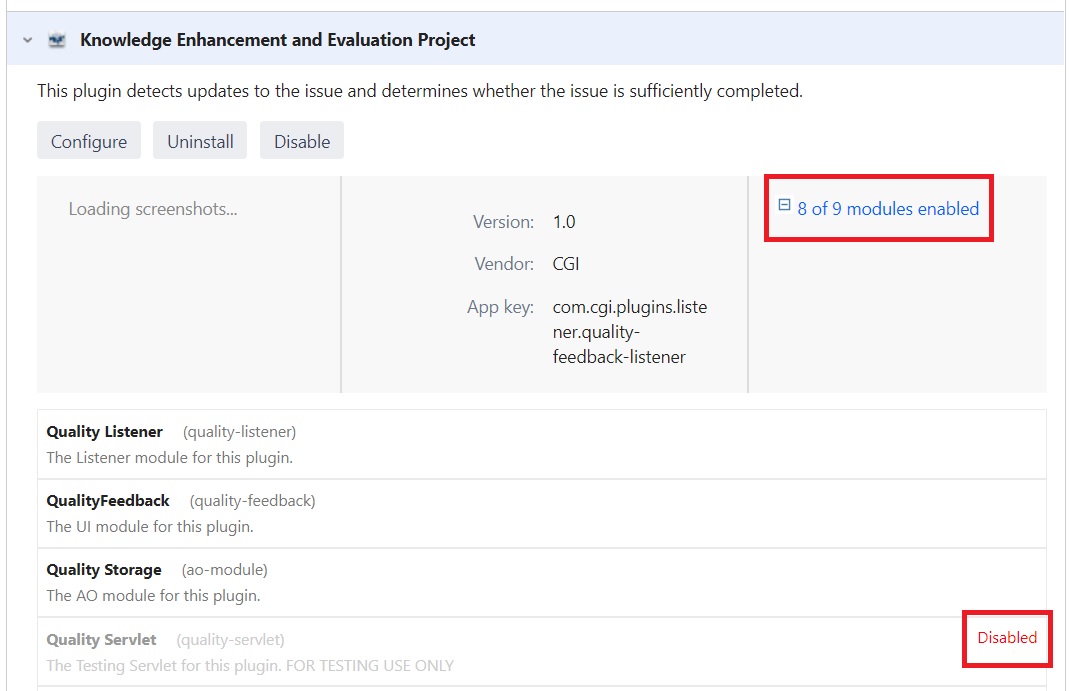 Knowledge Enhancement and Evaluation Project
This plugin detects updates to the issue and determines whether the issue is sufficiently completed.
Configure Uninstall Disable
Loading screenshots...
Version: 1.0
Vendor: CGI
App key: com.cgi.plugins.liste
ner.quality-
feedback-listener
8 of 9 modules enabled
Quality Listener (quality-listener)
The Listener module for this plugin.
QualityFeedback (quality-feedback)
The UI module for this plugin.
Quality Storage (ao-module)
The AO module for this plugin.
Quality Servlet (quality-servlet) Disabled
The Testing Servlet for this plugin. FOR TESTING USE ONLY